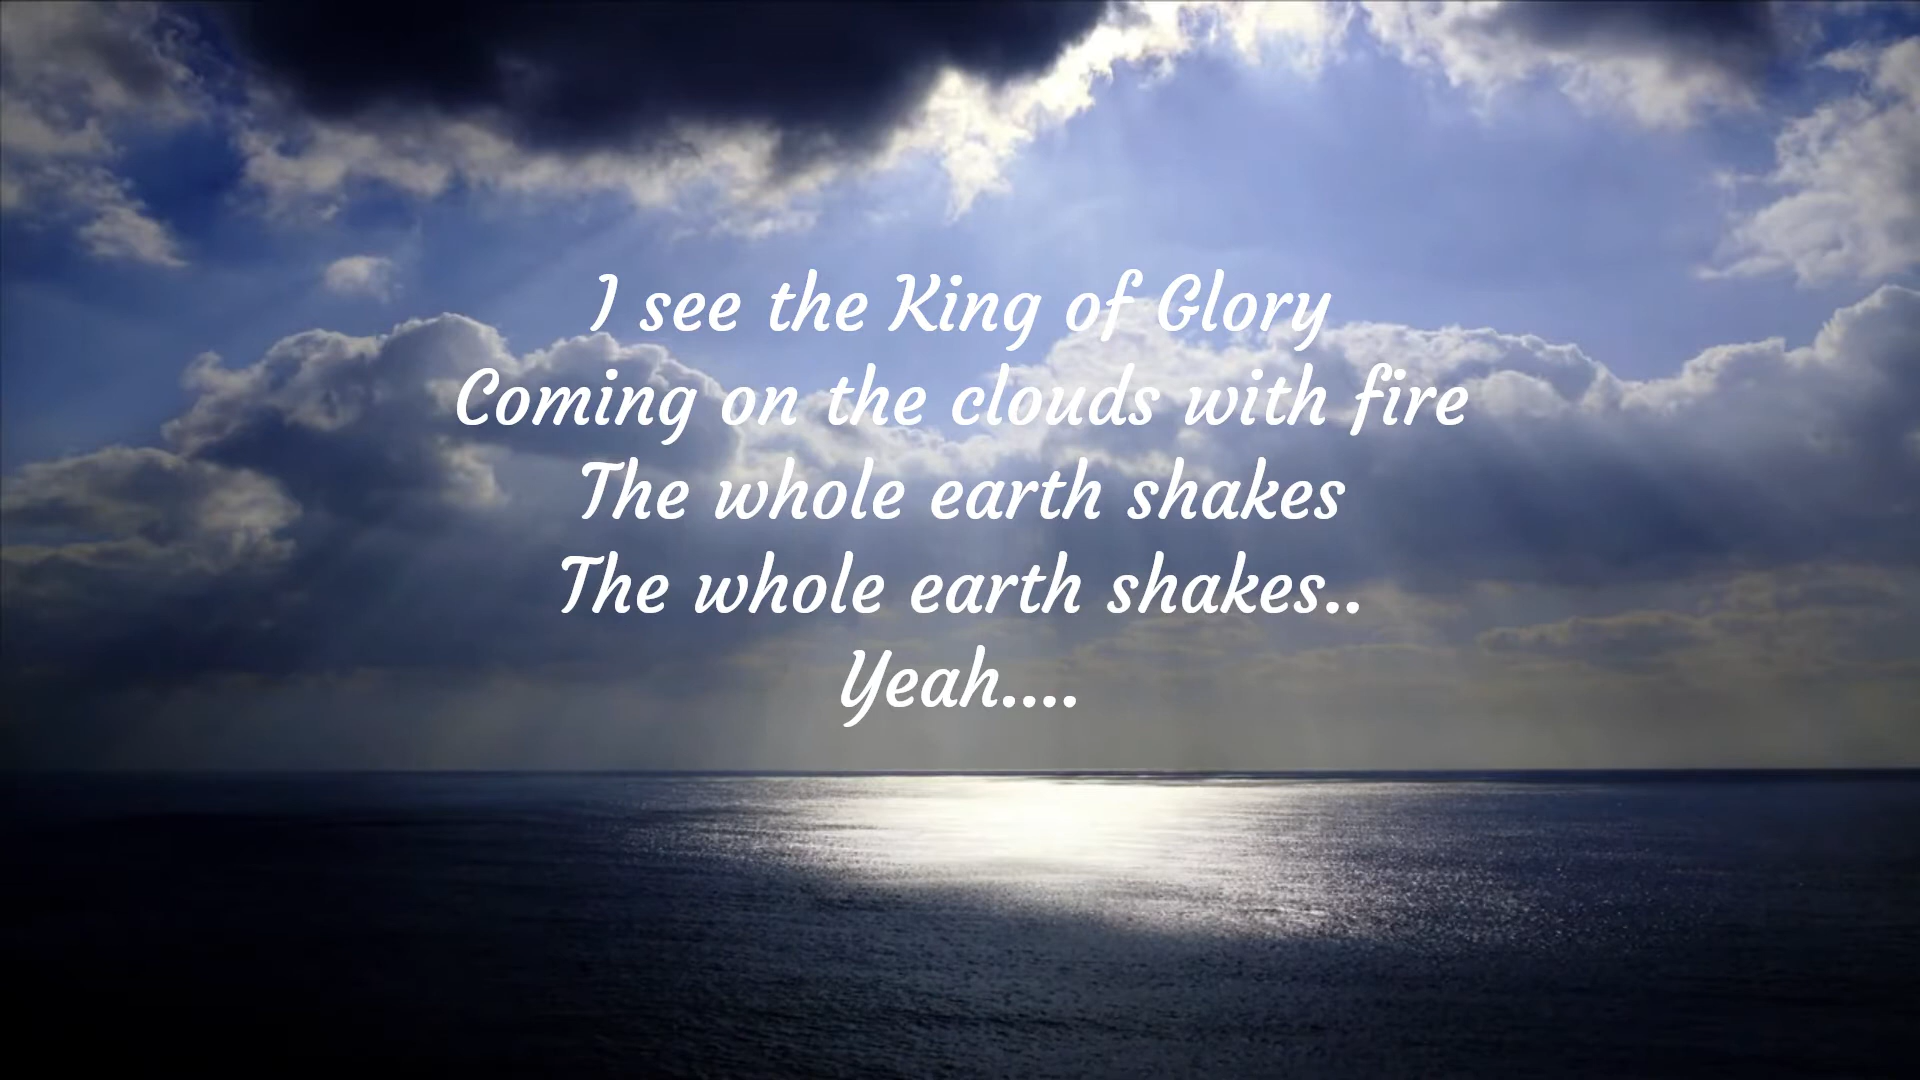 I see the King of Glory
Coming on the clouds with fire
The whole earth shakes
The whole earth shakes..
Yeah....